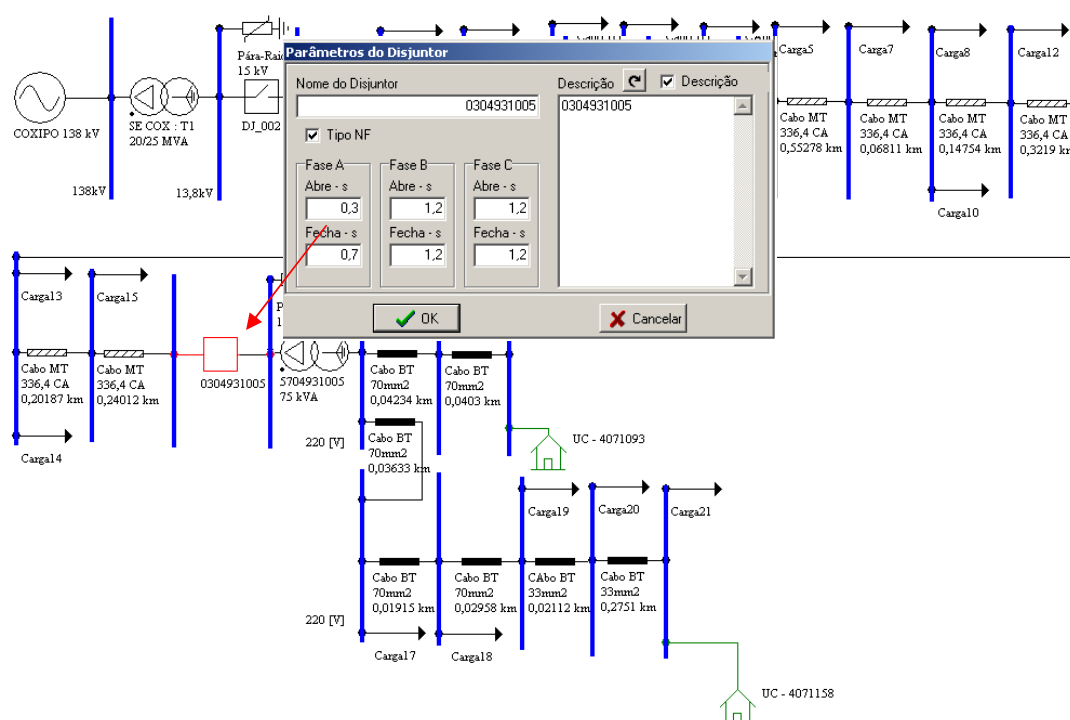 Pára-Rai
15 kV
COXIPO 138 kV
SE COX : T1
20/25 MVA
DJ_002
138kV
13,8kV
Parâmetros do Disjuntor
Nome do Disjuntor
0304931005
Tipo NF
Descrição
Descrição
0304931005
Fase A
Abre - s
0,3
Fecha - s
0,7
Fase B
Abre - s
1,2
Fecha - s
1,2
Fase C
Abre - s
1,2
Fecha - s
1,2
OK
Cancelar
Carga5
Carga7
Carga8
Carga12
Cabo MT
336,4 CA
0,55278 km
Cabo MT
336,4 CA
0,06811 km
Cabo MT
336,4 CA
0,14754 km
Cabo MT
336,4 CA
0,3219 km
Carga10
Carga13
Carga15
Cabo MT
336,4 CA
0,20187 km
Cabo MT
336,4 CA
0,24012 km
0304931005
5704931005
75 kVA
Carga14
Cabo BT
70mm2
0,04234 km
Cabo BT
70mm2
0,0403 km
220 [V]
Cabo BT
70mm2
0,03633 km
UC - 4071093
Carga19
Carga20
Carga21
Cabo BT
70mm2
0,01915 km
Cabo BT
70mm2
0,02958 km
CAbo BT
33mm2
0,02112 km
Cabo BT
33mm2
0,2751 km
220 [V]
Carga17
Carga18
UC - 4071158